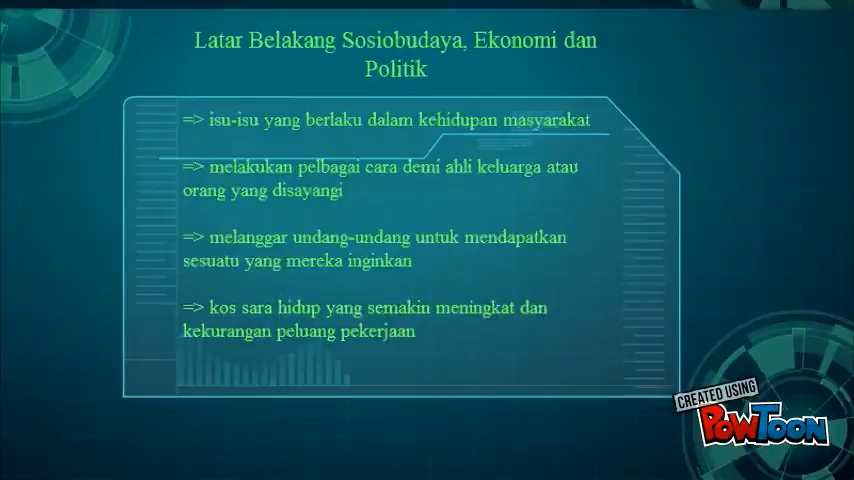 Latar Belakang Sosiobudaya, Ekonomi dan
Politik
=> isu-isu yang berlaku dalam kehidupan masyarakat
=> melakukan pelbagai cara demi ahli keluarga atau
orang yang disayangi
=> melanggar undang-undang untuk mendapatkan
sesuatu yang mereka inginkan
=> kos sara hidup yang semakin meningkat dan
kekurangan peluang pekerjaan
CREATED USING
POWTOON